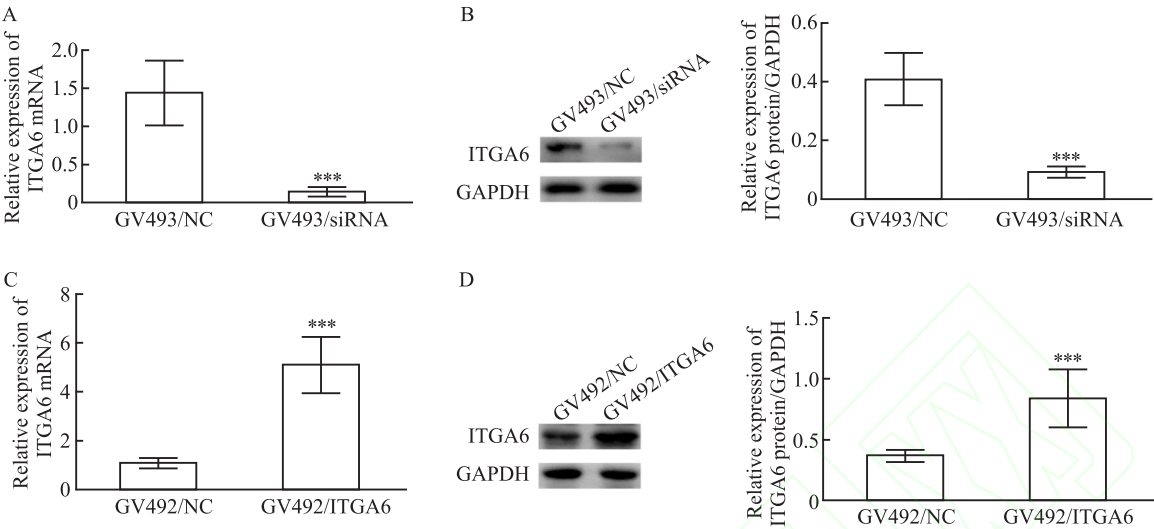 A
Relative expression of
ITGA6 mRNA
2.0
1.5
1.0
0.5
0
***
GV493/NC
GV493/siRNA
B
GV493/NC
GV493/siRNA
ITGA6
GAPDH
Relative expression of
ITGA6 protein/GAPDH
0.6
0.4
0.2
0
***
GV493/NC
GV493/siRNA
C
Relative expression of
ITGA6 mRNA
8
6
4
2
0
***
GV492/NC
GV492/ITGA6
D
GV492/NC
GV492/ITGA6
ITGA6
GAPDH
Relative expression of
ITGA6 protein/GAPDH
1.5
1.0
0.5
0
***
GV492/NC
GV492/ITGA6